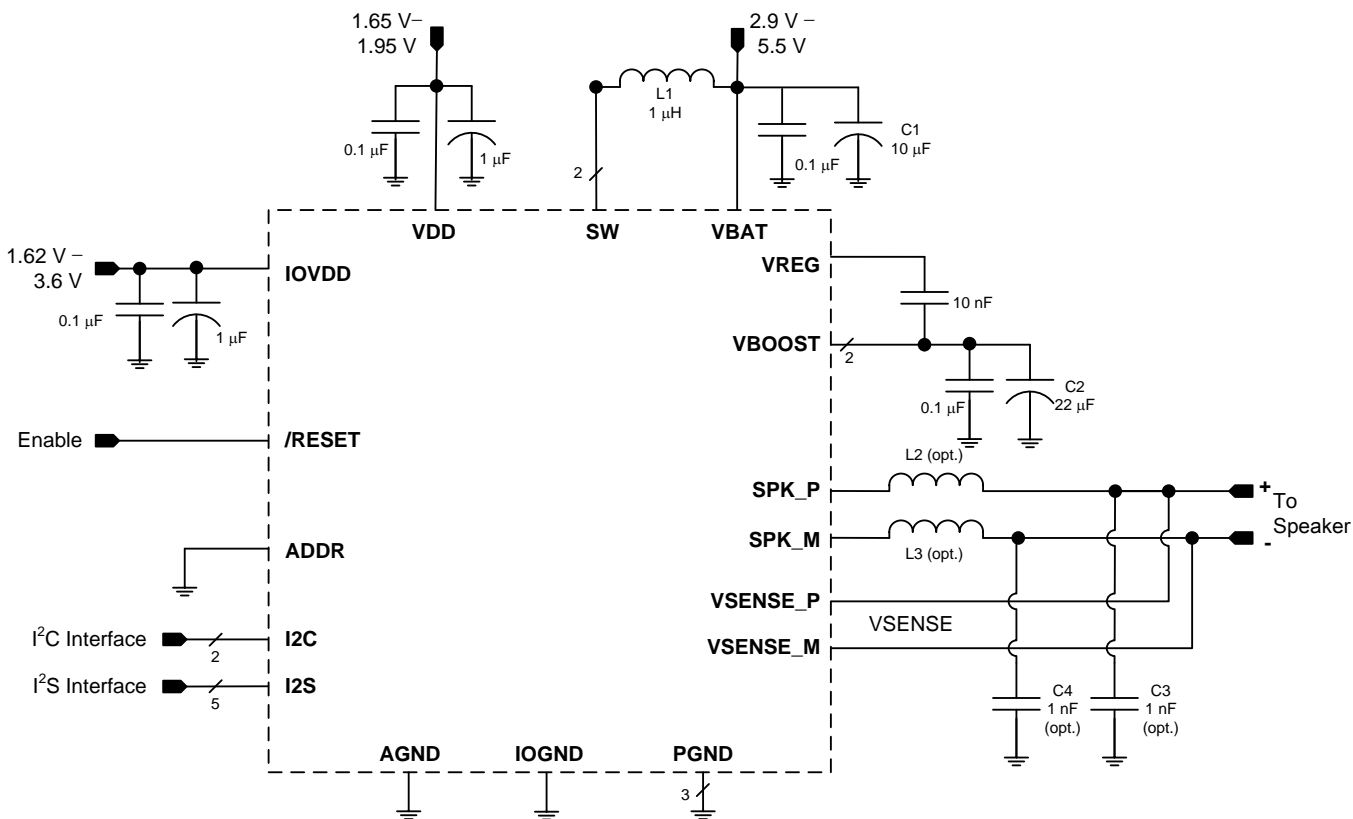 1.65 V–
1.95 V
2.9 V –
5.5 V
L1
1 μH
0.1 μF
1 μF
2
0.1 μF
C1
10 μF
VDD
SW
VBAT
1.62 V –
3.6 V
IOVDD
0.1 μF
1 μF
VREG
10 nF
VBOOST
2
0.1 μF
C2
22 μF
Enable
/RESET
L2 (opt.)
SPK_P
+
To
Speaker
-
SPK_M
L3 (opt.)
ADDR
VSENSE_P
VSENSE
VSENSE_M
I²C Interface
2
I2C
I²S Interface
5
I2S
C4
1 nF
(opt.)
C3
1 nF
(opt.)
AGND
IOGND
PGND
3